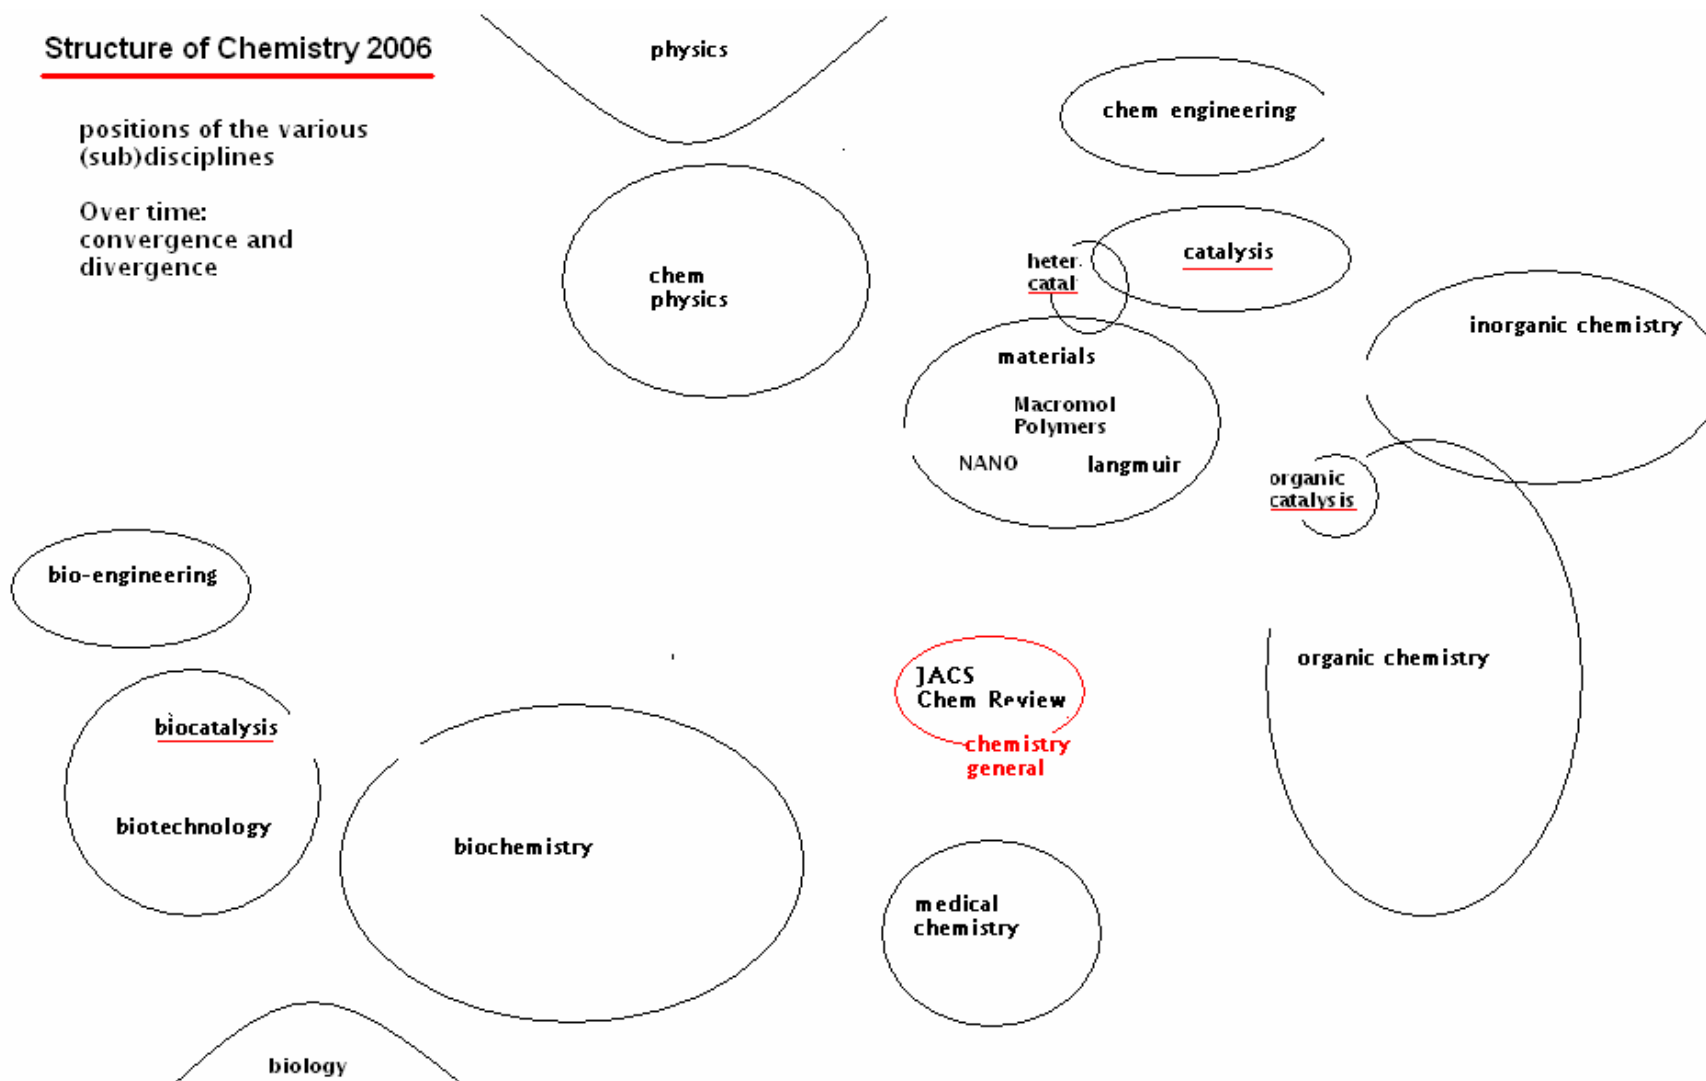 Structure of Chemistry 2006
positions of the various
(sub)disciplines
Over time:
convergence and
divergence
physics
chem engineering
chem
physics
heter.
catal
catalysis
inorganic chemistry
materials
Macromol
Polymers
NANO
langmuir
organic
catalysis
bio-engineering
organic chemistry
JACS
Chem Review
chemistry
general
biocatalysis
biotechnology
biochemistry
medical
chemistry
biology